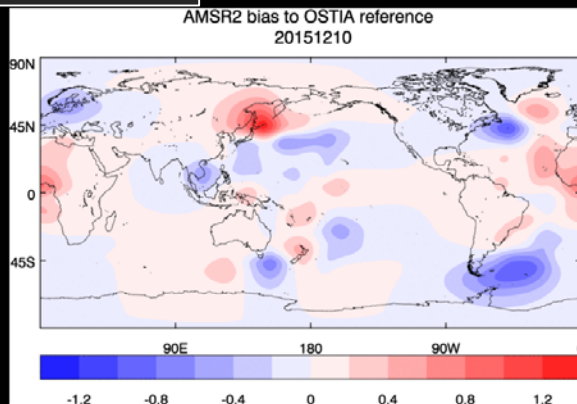 AMSR2 bias to OSTIA reference
20151210
90N
45N
0
45S
90E 180 90W
-1.2 -0.8 -0.4 0 0.4 0.8 1.2